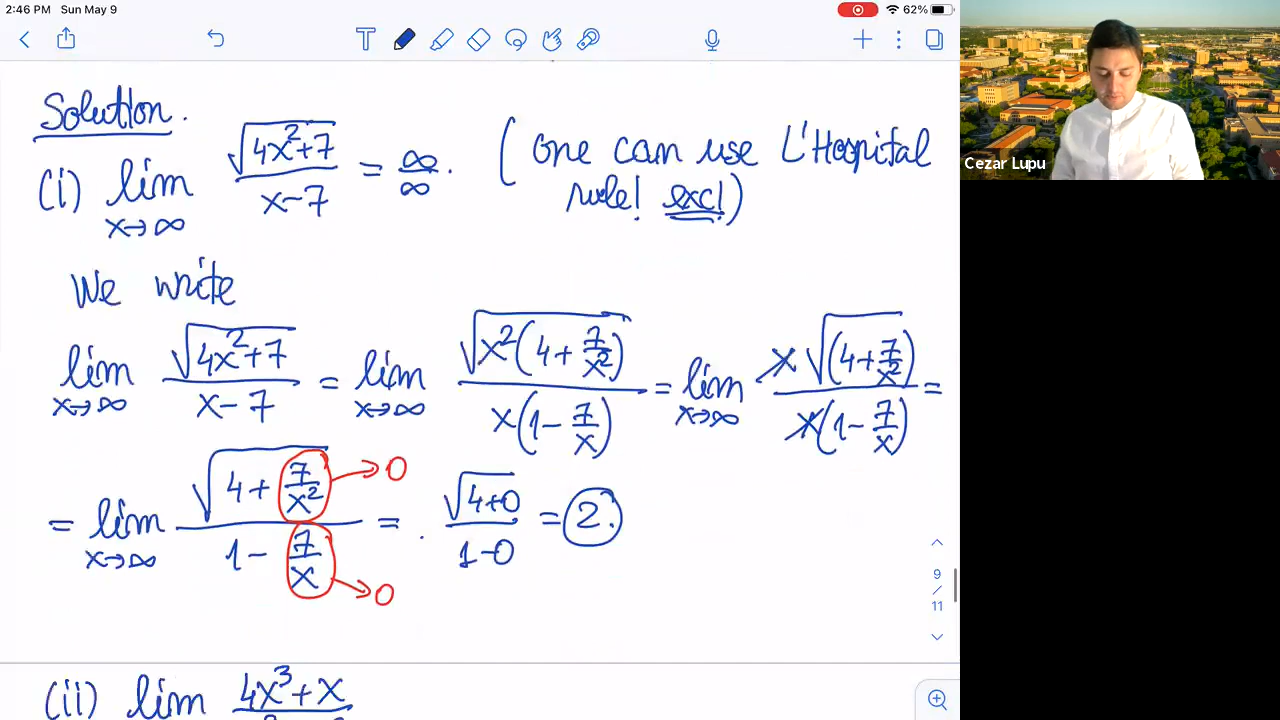 2:46 PM Sun May 9
62%
Solution.
(i) lim x→∞ √(4x²+7) / (x-7) = ∞/∞. (One can use L'Hospital rule! exc!)
We write
lim x→∞ √(4x²+7) / (x-7) = lim x→∞ √(x²(4+7/x²)) / x(1-7/x) = lim x→∞ x√(4+7/x²) / x(1-7/x) =
= lim x→∞ √(4+7/x²) / (1-7/x) = √(4+0) / (1-0) = 2.
→0
→0
(ii) lim 4x³+x
9
/
11
Cezar Lupu